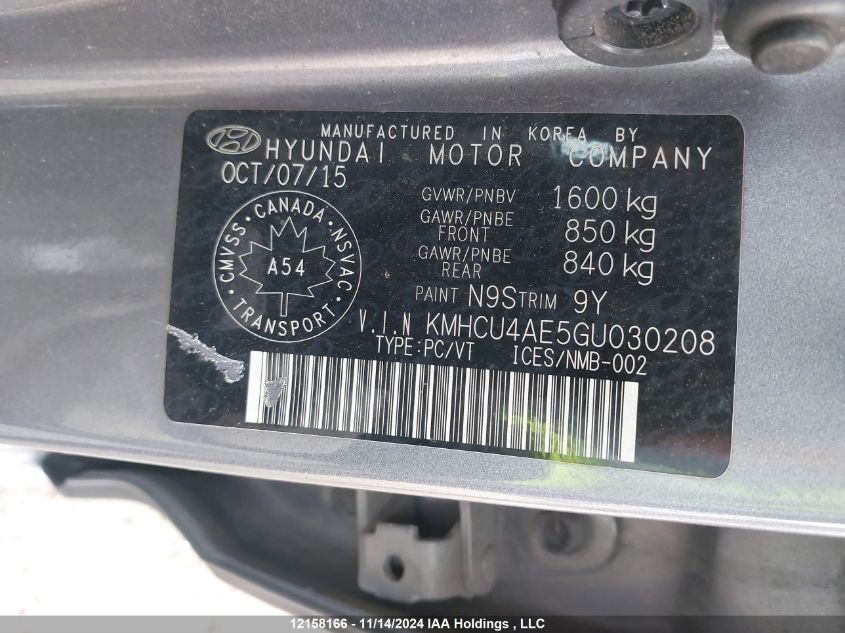 MANUFACTURED IN KOREA BY
HYUNDAI MOTOR COMPANY
OCT/07/15
GVWR/PNBV 1600 kg
GAWR/PNBE FRONT 850 kg
GAWR/PNBE REAR 840 kg
CMVSS • CANADA • NSVAC • TRANSPORT •
A54
PAINT N9S TRIM 9Y
V.I.N KMHCU4AE5GU030208
TYPE:PC/VT ICES/NMB-002
12158166 - 11/14/2024 IAA Holdings , LLC